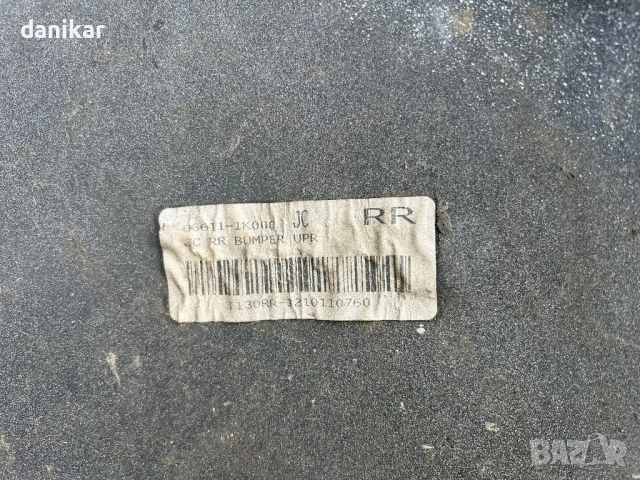 danikar
86611-1K000 JC RR
JC RR BUMPER UPR
J130RR-1210110760
BAZAR